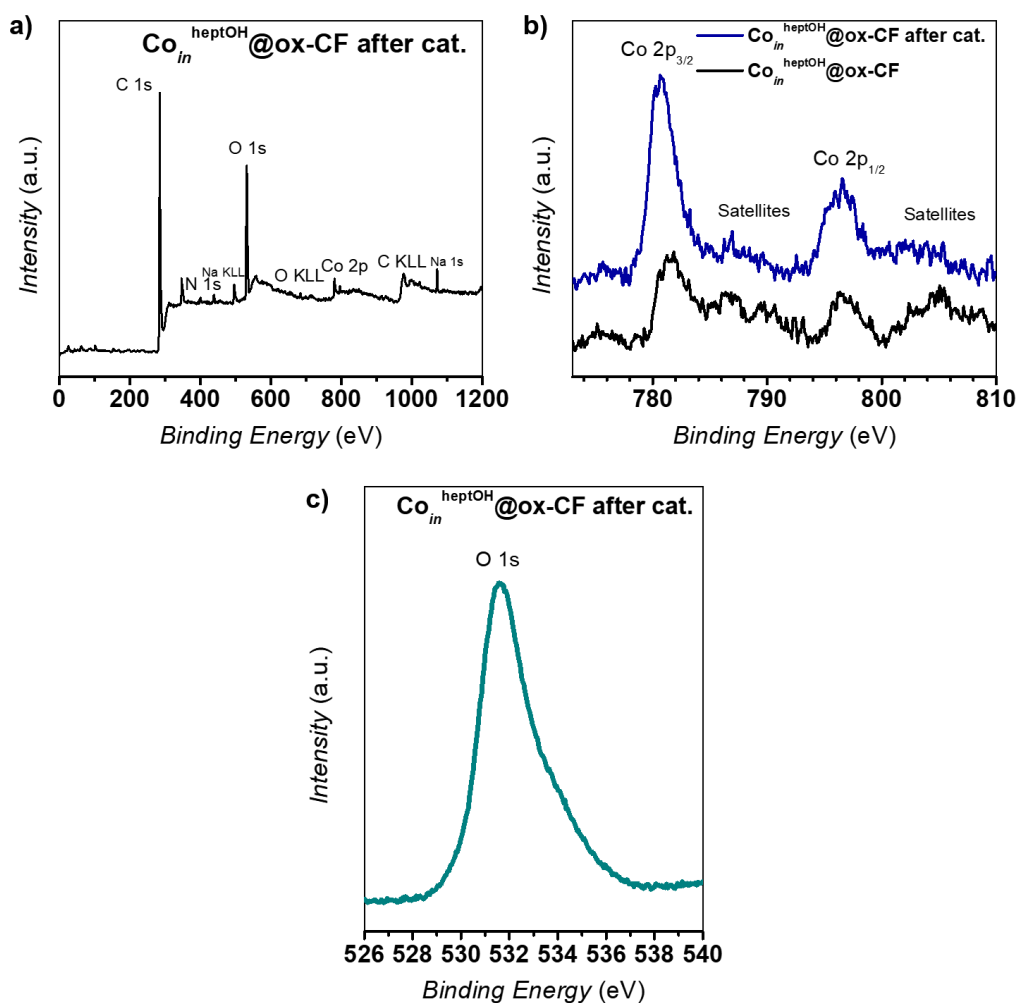 a)
Co_in^heptOH@ox-CF after cat.
C 1s
O 1s
N 1s
Na KLL
O KLL
Co 2p
C KLL
Na 1s
Intensity (a.u.)
0 200 400 600 800 1000 1200
Binding Energy (eV)
b)
Co_in^heptOH@ox-CF after cat.
Co_in^heptOH@ox-CF
Co 2p_3/2
Co 2p_1/2
Satellites
Satellites
Intensity (a.u.)
780 790 800 810
Binding Energy (eV)
c)
Co_in^heptOH@ox-CF after cat.
O 1s
Intensity (a.u.)
526 528 530 532 534 536 538 540
Binding Energy (eV)